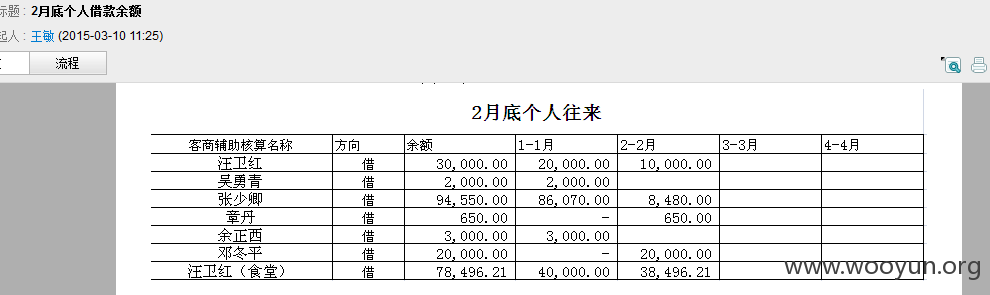 标题 : 2月底个人借款余额
起人 : 王敏 (2015-03-10 11:25)
流程
2月底个人往来
客商辅助核算名称 方向 余额 1-1月 2-2月 3-3月 4-4月
汪卫红 借 30,000.00 20,000.00 10,000.00
吴勇青 借 2,000.00 2,000.00
张少卿 借 94,550.00 86,070.00 8,480.00
童丹 借 650.00 - 650.00
余正西 借 3,000.00 3,000.00
邓冬平 借 20,000.00 - 20,000.00
汪卫红（食堂） 借 78,496.21 40,000.00 38,496.21
www.wooyun.org